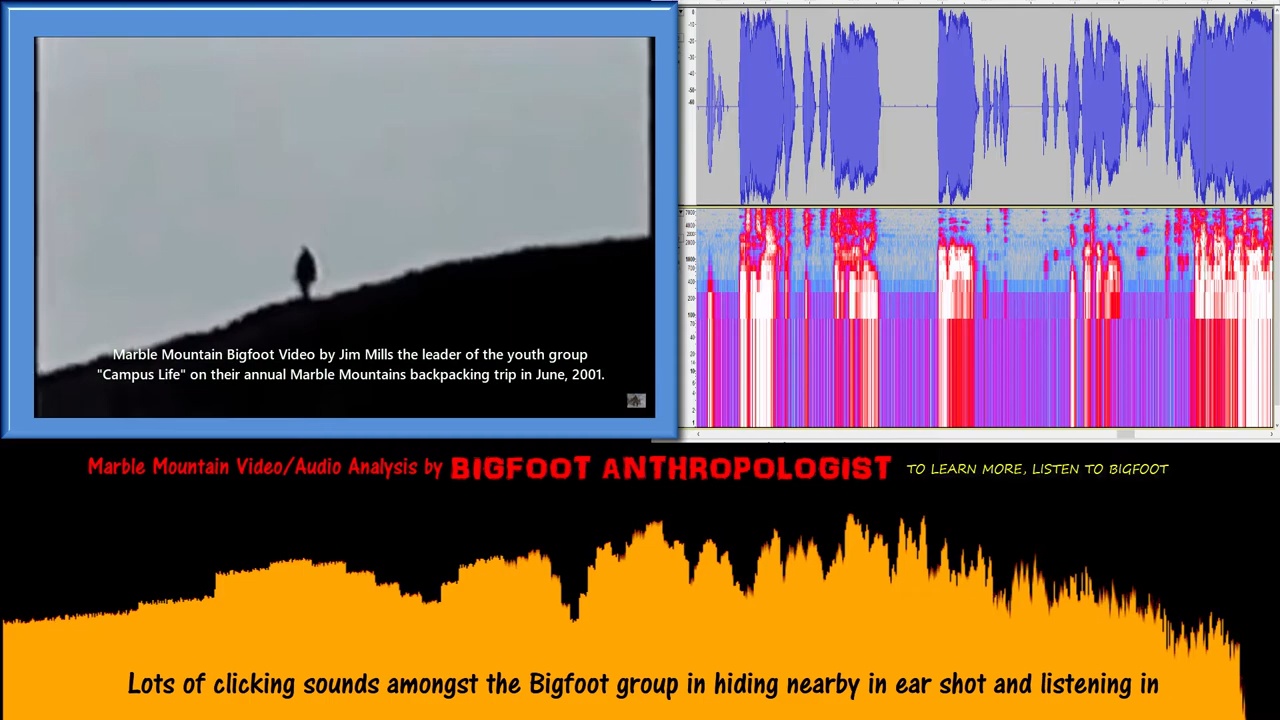 Marble Mountain Bigfoot Video by Jim Mills the leader of the youth group
"Campus Life" on their annual Marble Mountains backpacking trip in June, 2001.
Marble Mountain Video/Audio Analysis by BIGFOOT ANTHROPOLOGIST TO LEARN MORE, LISTEN TO BIGFOOT
Lots of clicking sounds amongst the Bigfoot group in hiding nearby in ear shot and listening in